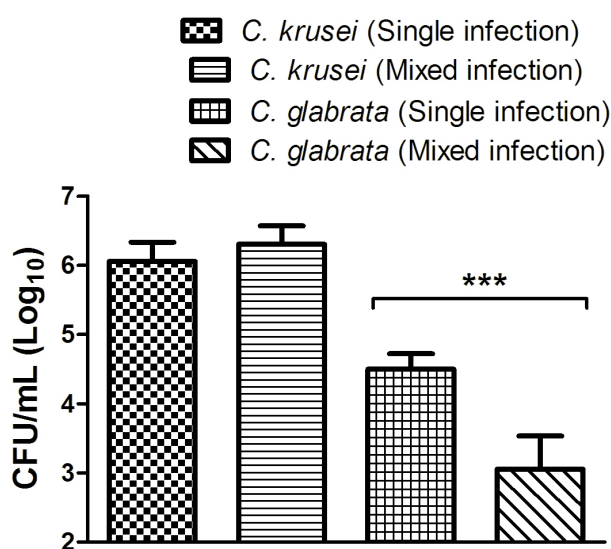 C. krusei (Single infection)
C. krusei (Mixed infection)
C. glabrata (Single infection)
C. glabrata (Mixed infection)
7
6
5
4
3
2
CFU/mL (Log10)
***